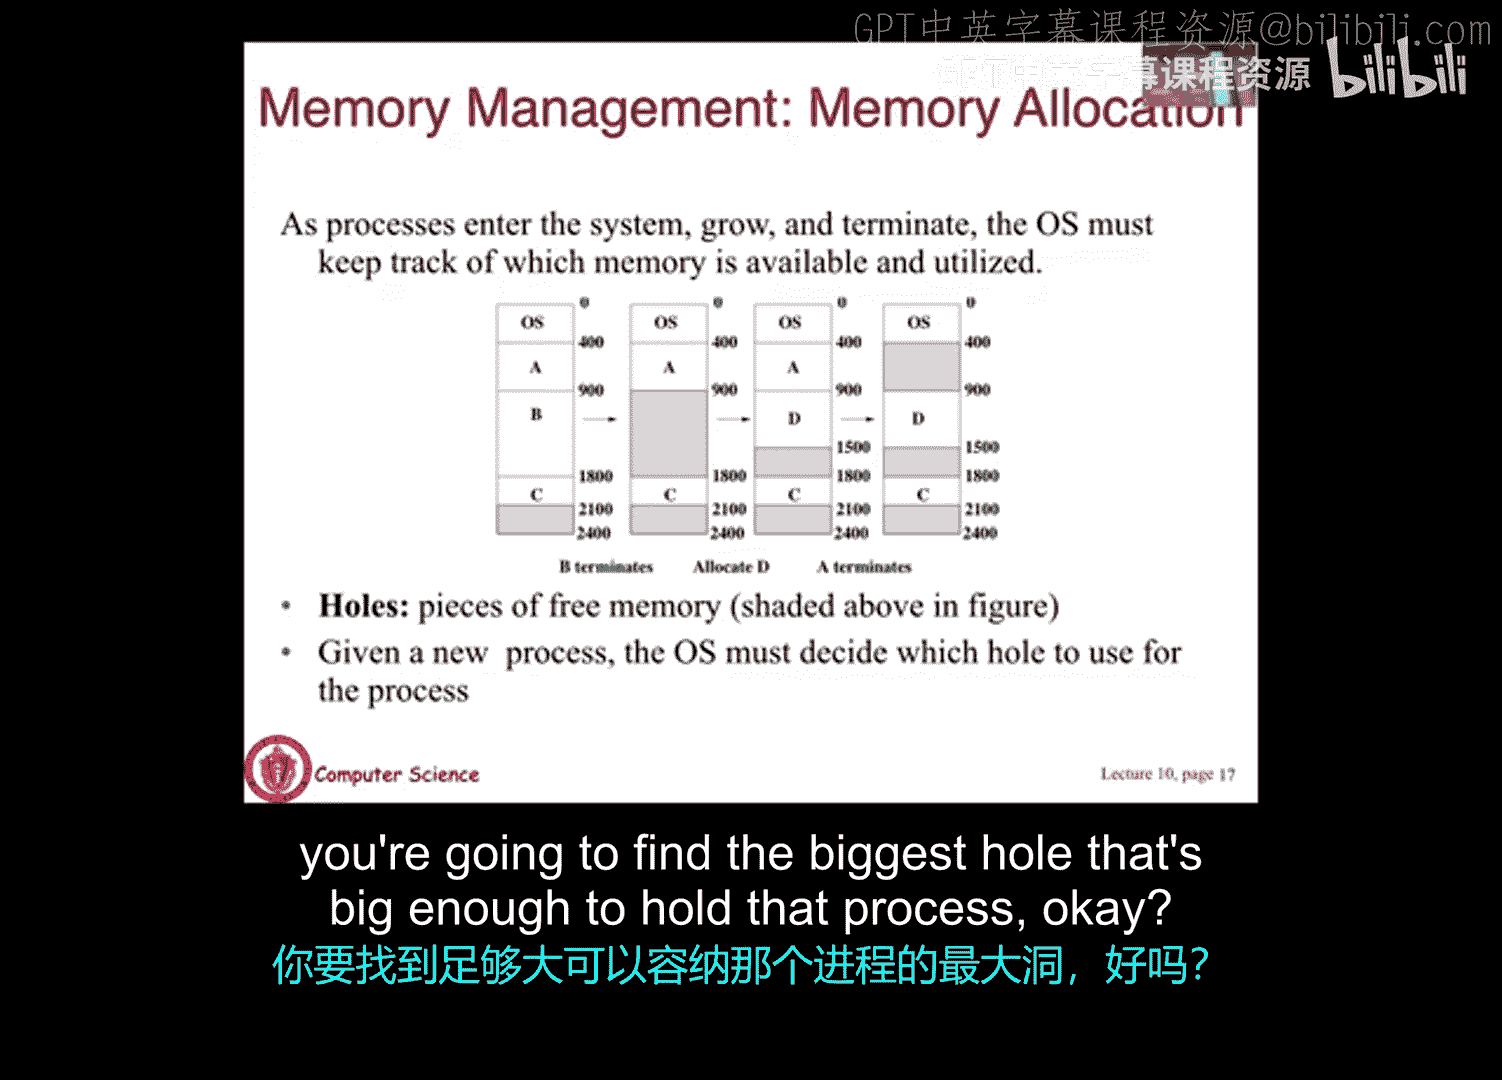 GPT中英字幕课程资源@bilibili.com
课程资源 bilibili
Memory Management: Memory Allocation
As processes enter the system, grow, and terminate, the OS must
keep track of which memory is available and utilized.
0 0 0 0
OS OS OS OS
400 400 400 400
A A A
900 900 900 900
B D D
1500 1500
1800 1800 1800 1800
C C C C
2100 2100 2100 2100
2400 2400 2400 2400
B terminates Allocate D A terminates
• Holes: pieces of free memory (shaded above in figure)
• Given a new process, the OS must decide which hole to use for
the process
Computer Science
Lecture 10, page 17
you're going to find the biggest hole that's
big enough to hold that process, okay?
你要找到足够大可以容纳那个进程的最大洞，好吗？